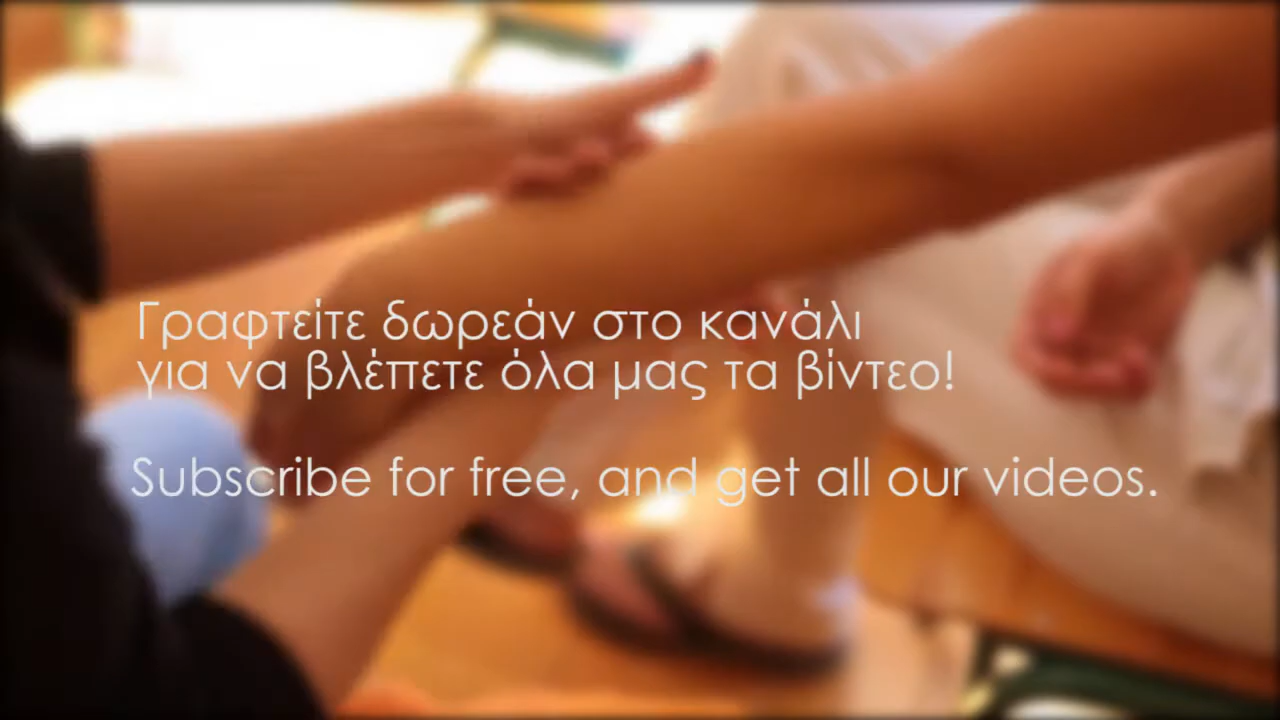 Γραφτείτε δωρεάν στο κανάλι
για να βλέπετε όλα μας τα βίντεο!
Subscribe for free, and get all our videos.